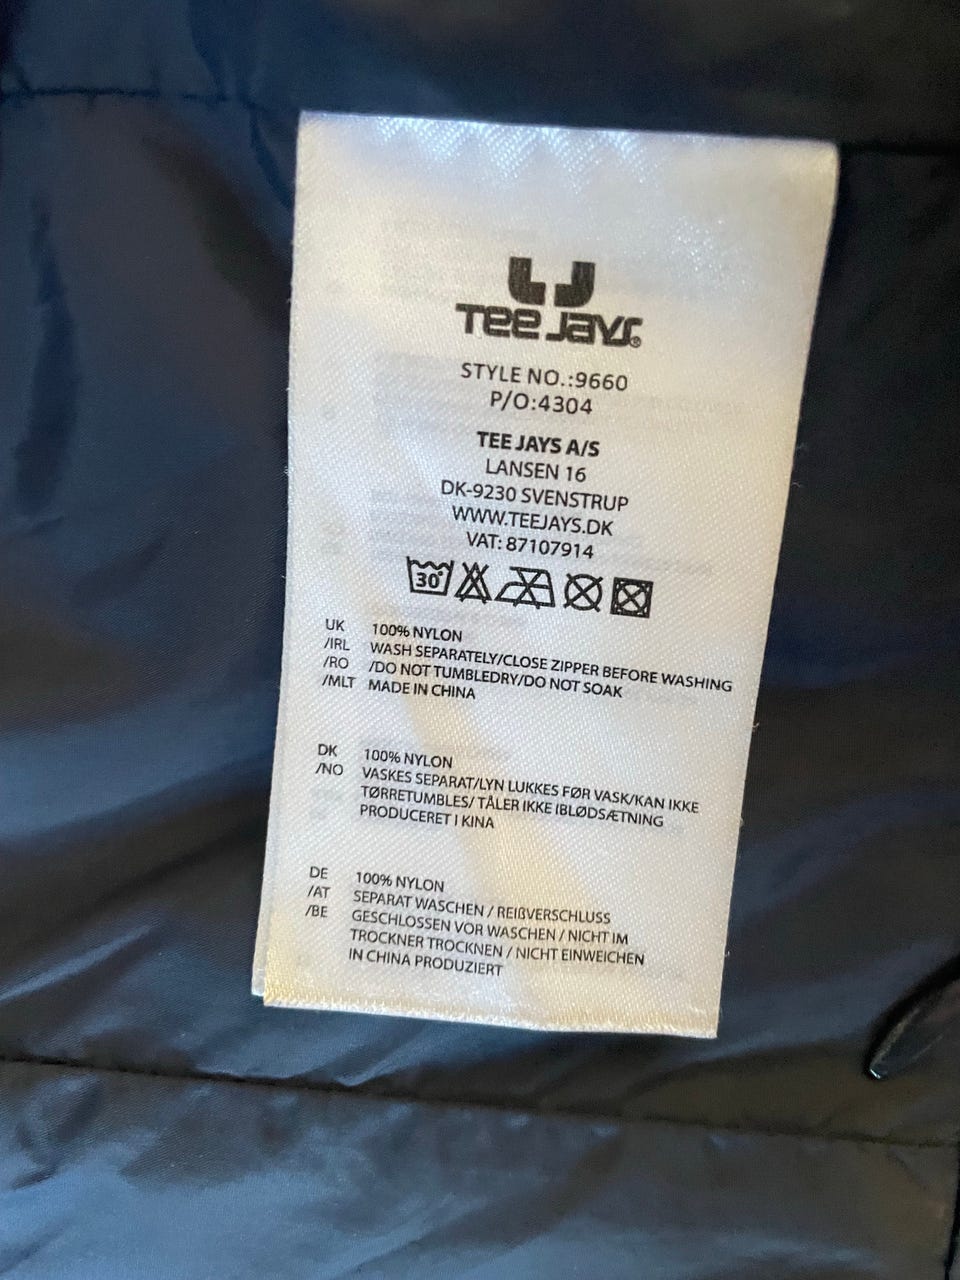 TEE JAYS®
STYLE NO.:9660
P/O:4304
TEE JAYS A/S
LANSEN 16
DK-9230 SVENSTRUP
WWW.TEEJAYS.DK
VAT: 87107914
30°
UK 100% NYLON
/IRL WASH SEPARATELY/CLOSE ZIPPER BEFORE WASHING
/RO /DO NOT TUMBLEDRY/DO NOT SOAK
/MLT MADE IN CHINA
DK 100% NYLON
/NO VASKES SEPARAT/LYN LUKKES FØR VASK/KAN IKKE
TØRRETUMBLES/ TÅLER IKKE IBLØDSÆTNING
PRODUCERET I KINA
DE 100% NYLON
/AT SEPARAT WASCHEN / REIßVERSCHLUSS
/BE GESCHLOSSEN VOR WASCHEN / NICHT IM
TROCKNER TROCKNEN / NICHT EINWEICHEN
IN CHINA PRODUZIERT